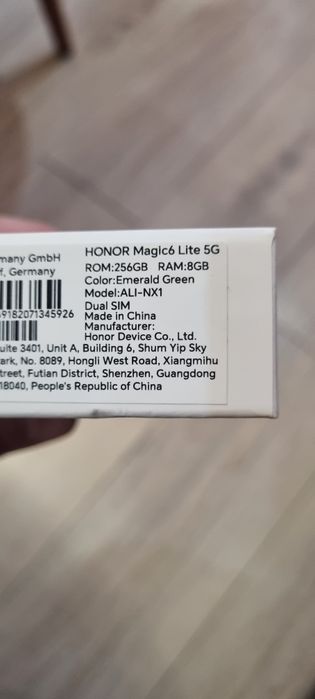 many GmbH
f, Germany
9182071345926
HONOR Magic6 Lite 5G
ROM:256GB RAM:8GB
Color:Emerald Green
Model:ALI-NX1
Dual SIM
Made in China
Manufacturer:
Honor Device Co., Ltd.
uite 3401, Unit A, Building 6, Shum Yip Sky
ark, No. 8089, Hongli West Road, Xiangmihu
treet, Futian District, Shenzhen, Guangdong
18040, People's Republic of China